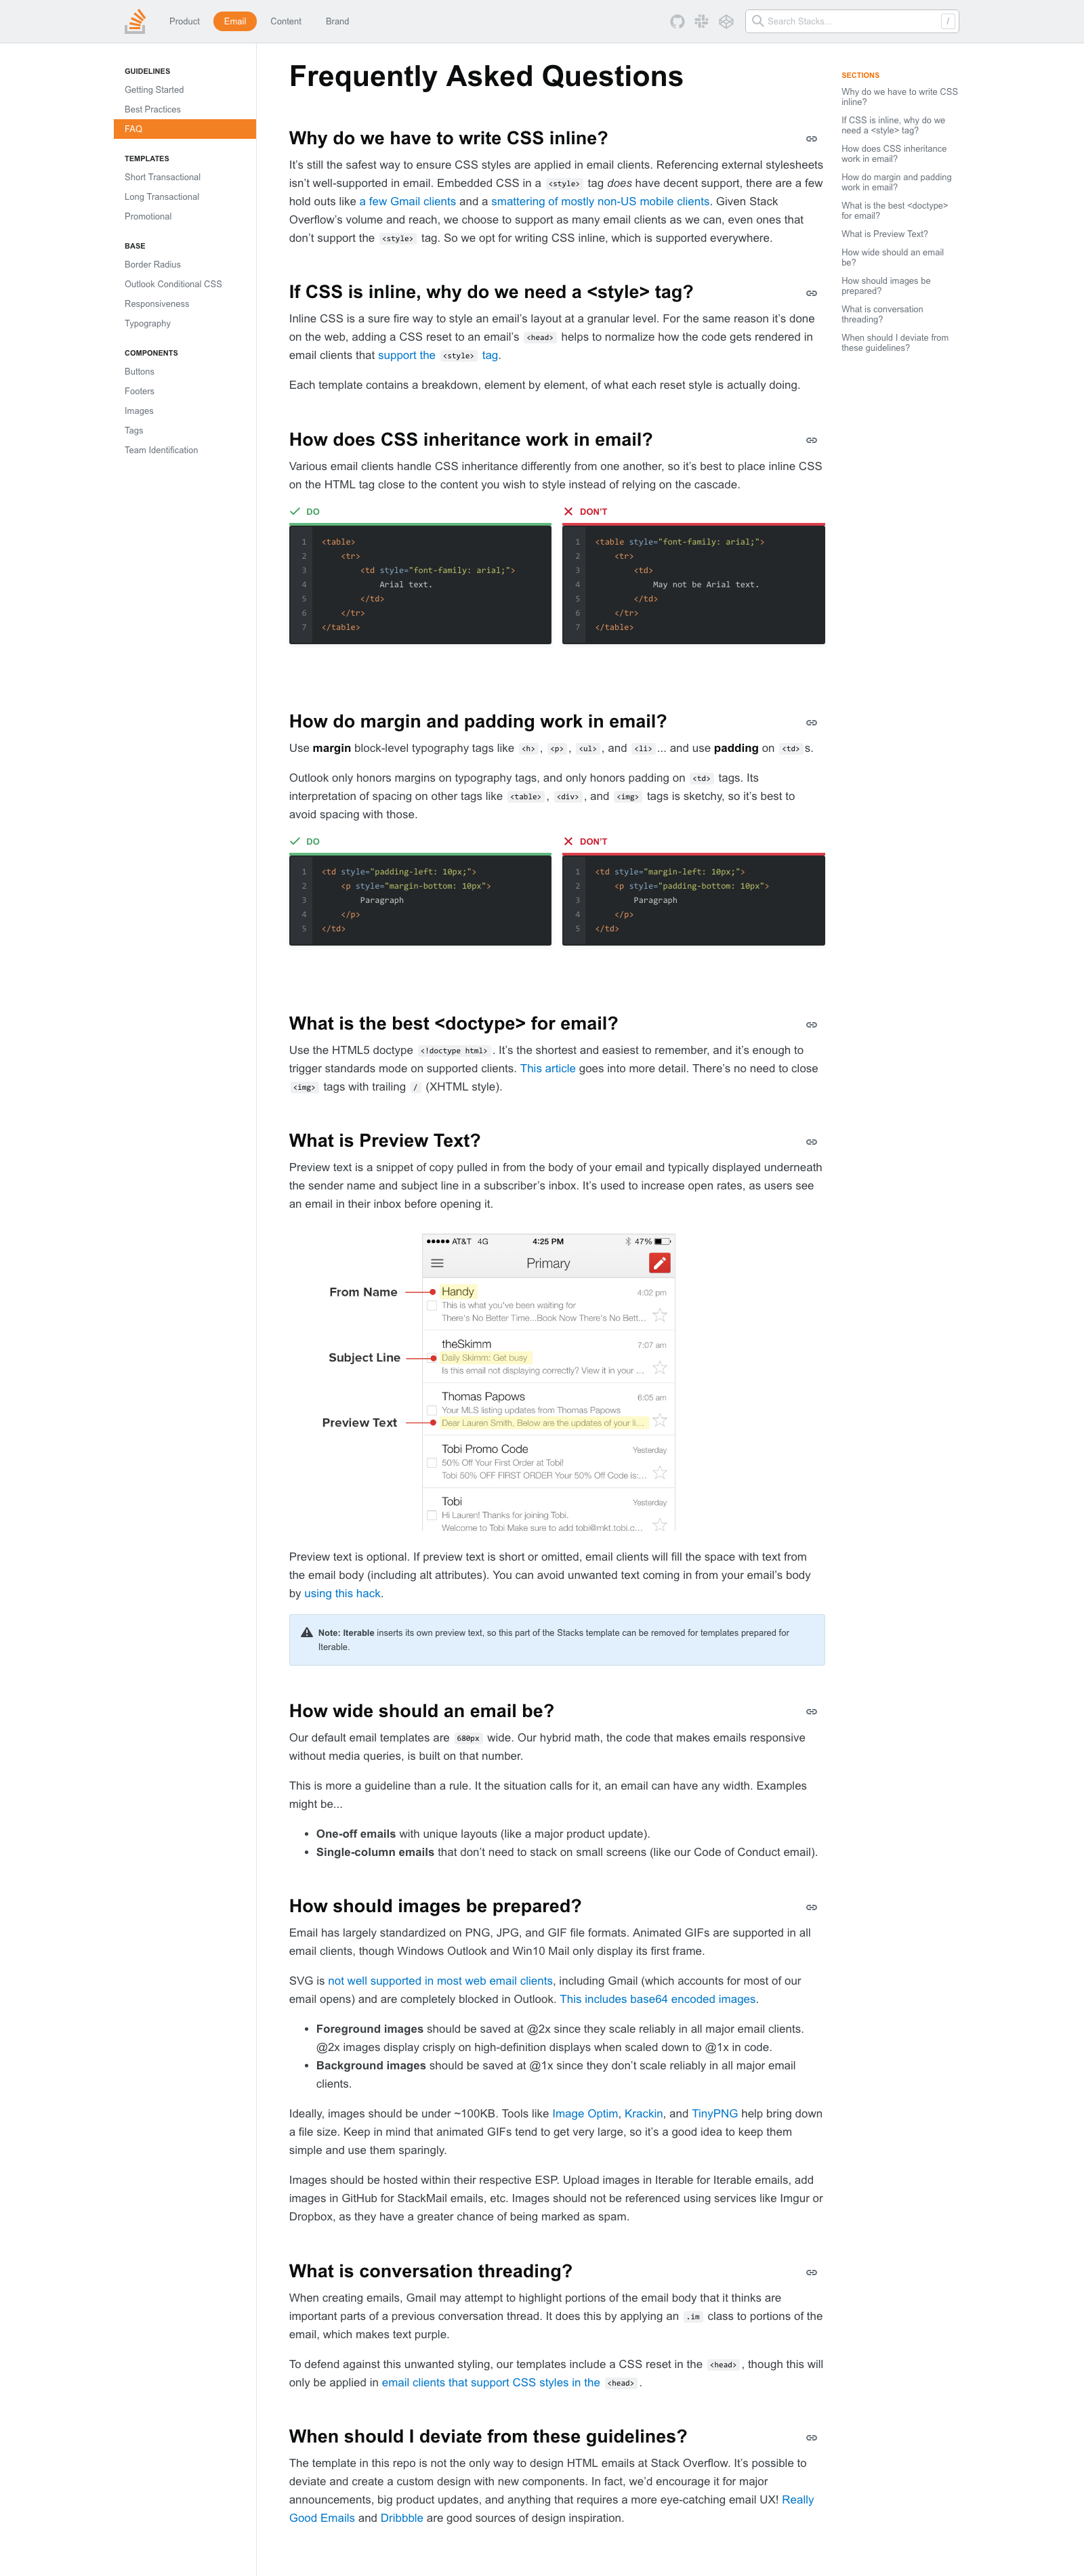 Product
Email
Content
Brand
Search Stacks...
/
GUIDELINES
Getting Started
Best Practices
FAQ
TEMPLATES
Short Transactional
Long Transactional
Promotional
BASE
Border Radius
Outlook Conditional CSS
Responsiveness
Typography
COMPONENTS
Buttons
Footers
Images
Tags
Team Identification
Frequently Asked Questions
Why do we have to write CSS inline?
It’s still the safest way to ensure CSS styles are applied in email clients. Referencing external stylesheets
isn’t well-supported in email. Embedded CSS in a <style> tag does have decent support, there are a few
hold outs like a few Gmail clients and a smattering of mostly non-US mobile clients. Given Stack
Overflow’s volume and reach, we choose to support as many email clients as we can, even ones that
don’t support the <style> tag. So we opt for writing CSS inline, which is supported everywhere.
If CSS is inline, why do we need a <style> tag?
Inline CSS is a sure fire way to style an email’s layout at a granular level. For the same reason it’s done
on the web, adding a CSS reset to an email’s <head> helps to normalize how the code gets rendered in
email clients that support the <style> tag.
Each template contains a breakdown, element by element, of what each reset style is actually doing.
How does CSS inheritance work in email?
Various email clients handle CSS inheritance differently from one another, so it’s best to place inline CSS
on the HTML tag close to the content you wish to style instead of relying on the cascade.
DO
1 <table>
2 <tr>
3 <td style="font-family: arial;">
4 Arial text.
5 </td>
6 </tr>
7 </table>
DON’T
1 <table style="font-family: arial;">
2 <tr>
3 <td>
4 May not be Arial text.
5 </td>
6 </tr>
7 </table>
How do margin and padding work in email?
Use margin block-level typography tags like <h>, <p>, <ul>, and <li>... and use padding on <td>s.
Outlook only honors margins on typography tags, and only honors padding on <td> tags. Its
interpretation of spacing on other tags like <table>, <div>, and <img> tags is sketchy, so it’s best to
avoid spacing with those.
DO
1 <td style="padding-left: 10px;">
2 <p style="margin-bottom: 10px">
3 Paragraph
4 </p>
5 </td>
DON’T
1 <td style="margin-left: 10px;">
2 <p style="padding-bottom: 10px">
3 Paragraph
4 </p>
5 </td>
What is the best <doctype> for email?
Use the HTML5 doctype <!doctype html>. It’s the shortest and easiest to remember, and it’s enough to
trigger standards mode on supported clients. This article goes into more detail. There’s no need to close
<img> tags with trailing / (XHTML style).
What is Preview Text?
Preview text is a snippet of copy pulled in from the body of your email and typically displayed underneath
the sender name and subject line in a subscriber’s inbox. It’s used to increase open rates, as users see
an email in their inbox before opening it.
AT&T 4G 4:25 PM 47%
Primary
From Name
Handy 4:02 pm
This is what you've been waiting for
There's No Better Time...Book Now There's No Bett...
theSkimm 7:07 am
Subject Line
Daily Skimm: Get busy
Is this email not displaying correctly? View it in your ...
Thomas Papows 6:05 am
Your MLS listing updates from Thomas Papows
Preview Text
Dear Lauren Smith, Below are the updates of your li...
Tobi Promo Code Yesterday
50% Off Your First Order at Tobi!
Tobi 50% OFF FIRST ORDER Your 50% Off Code is:...
Tobi Yesterday
Hi Lauren! Thanks for joining Tobi.
Welcome to Tobi Make sure to add tobi@mkt.tobi.c...
Preview text is optional. If preview text is short or omitted, email clients will fill the space with text from
the email body (including alt attributes). You can avoid unwanted text coming in from your email’s body
by using this hack.
Note: Iterable inserts its own preview text, so this part of the Stacks template can be removed for templates prepared for
Iterable.
How wide should an email be?
Our default email templates are 680px wide. Our hybrid math, the code that makes emails responsive
without media queries, is built on that number.
This is more a guideline than a rule. It the situation calls for it, an email can have any width. Examples
might be...
• One-off emails with unique layouts (like a major product update).
• Single-column emails that don’t need to stack on small screens (like our Code of Conduct email).
How should images be prepared?
Email has largely standardized on PNG, JPG, and GIF file formats. Animated GIFs are supported in all
email clients, though Windows Outlook and Win10 Mail only display its first frame.
SVG is not well supported in most web email clients, including Gmail (which accounts for most of our
email opens) and are completely blocked in Outlook. This includes base64 encoded images.
• Foreground images should be saved at @2x since they scale reliably in all major email clients.
@2x images display crisply on high-definition displays when scaled down to @1x in code.
• Background images should be saved at @1x since they don’t scale reliably in all major email
clients.
Ideally, images should be under ~100KB. Tools like Image Optim, Krackin, and TinyPNG help bring down
a file size. Keep in mind that animated GIFs tend to get very large, so it’s a good idea to keep them
simple and use them sparingly.
Images should be hosted within their respective ESP. Upload images in Iterable for Iterable emails, add
images in GitHub for StackMail emails, etc. Images should not be referenced using services like Imgur or
Dropbox, as they have a greater chance of being marked as spam.
What is conversation threading?
When creating emails, Gmail may attempt to highlight portions of the email body that it thinks are
important parts of a previous conversation thread. It does this by applying an .im class to portions of the
email, which makes text purple.
To defend against this unwanted styling, our templates include a CSS reset in the <head>, though this will
only be applied in email clients that support CSS styles in the <head>.
When should I deviate from these guidelines?
The template in this repo is not the only way to design HTML emails at Stack Overflow. It’s possible to
deviate and create a custom design with new components. In fact, we’d encourage it for major
announcements, big product updates, and anything that requires a more eye-catching email UX! Really
Good Emails and Dribbble are good sources of design inspiration.
SECTIONS
Why do we have to write CSS
inline?
If CSS is inline, why do we
need a <style> tag?
How does CSS inheritance
work in email?
How do margin and padding
work in email?
What is the best <doctype>
for email?
What is Preview Text?
How wide should an email
be?
How should images be
prepared?
What is conversation
threading?
When should I deviate from
these guidelines?